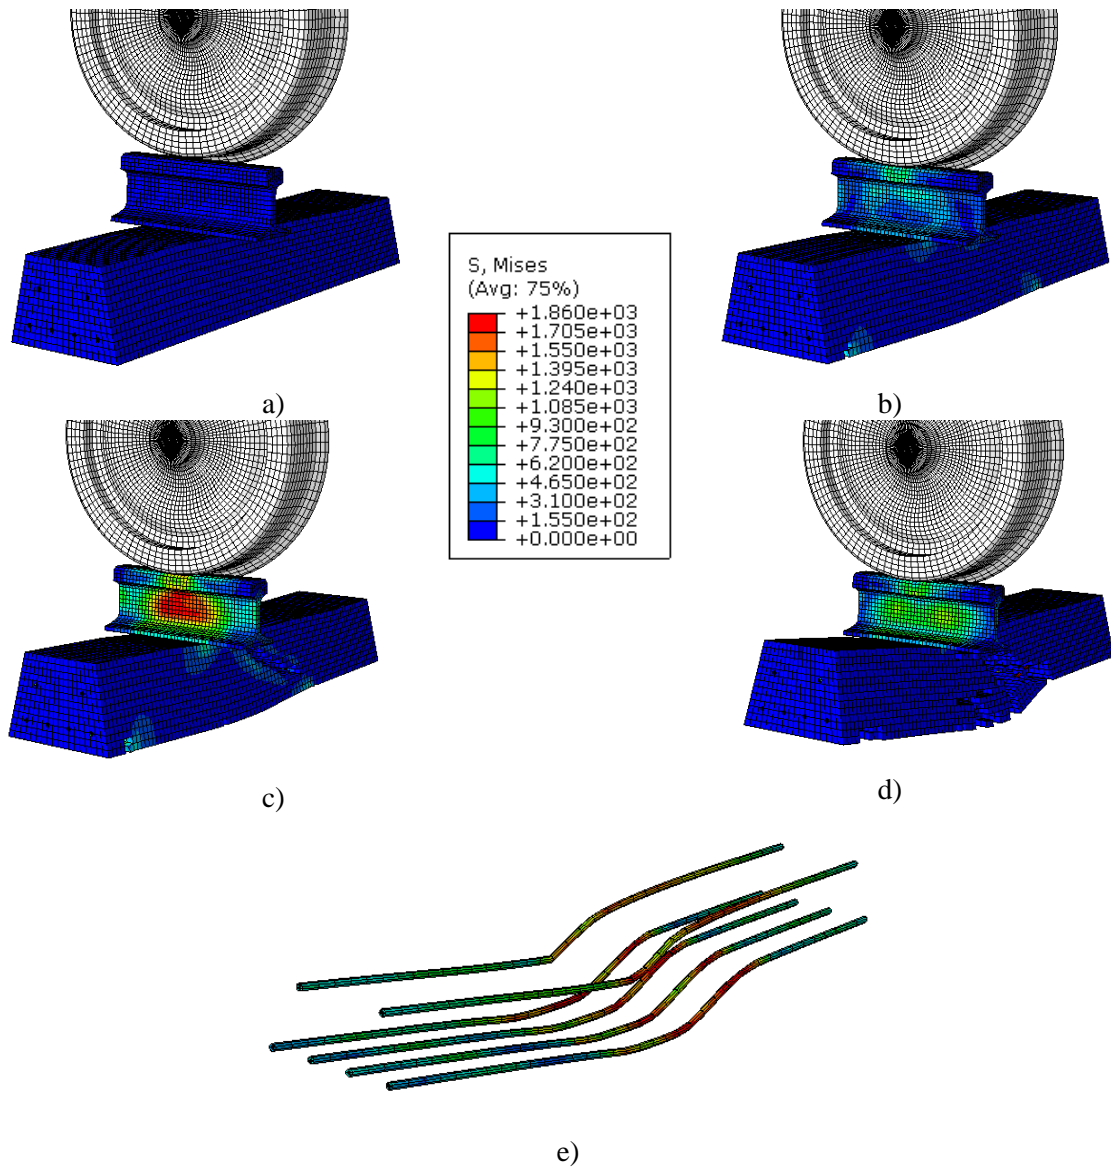 S, Mises
(Avg: 75%)
+1.860e+03
+1.705e+03
+1.550e+03
+1.395e+03
+1.240e+03
+1.085e+03
+9.300e+02
+7.750e+02
+6.200e+02
+4.650e+02
+3.100e+02
+1.550e+02
+0.000e+00
a)
b)
c)
d)
e)